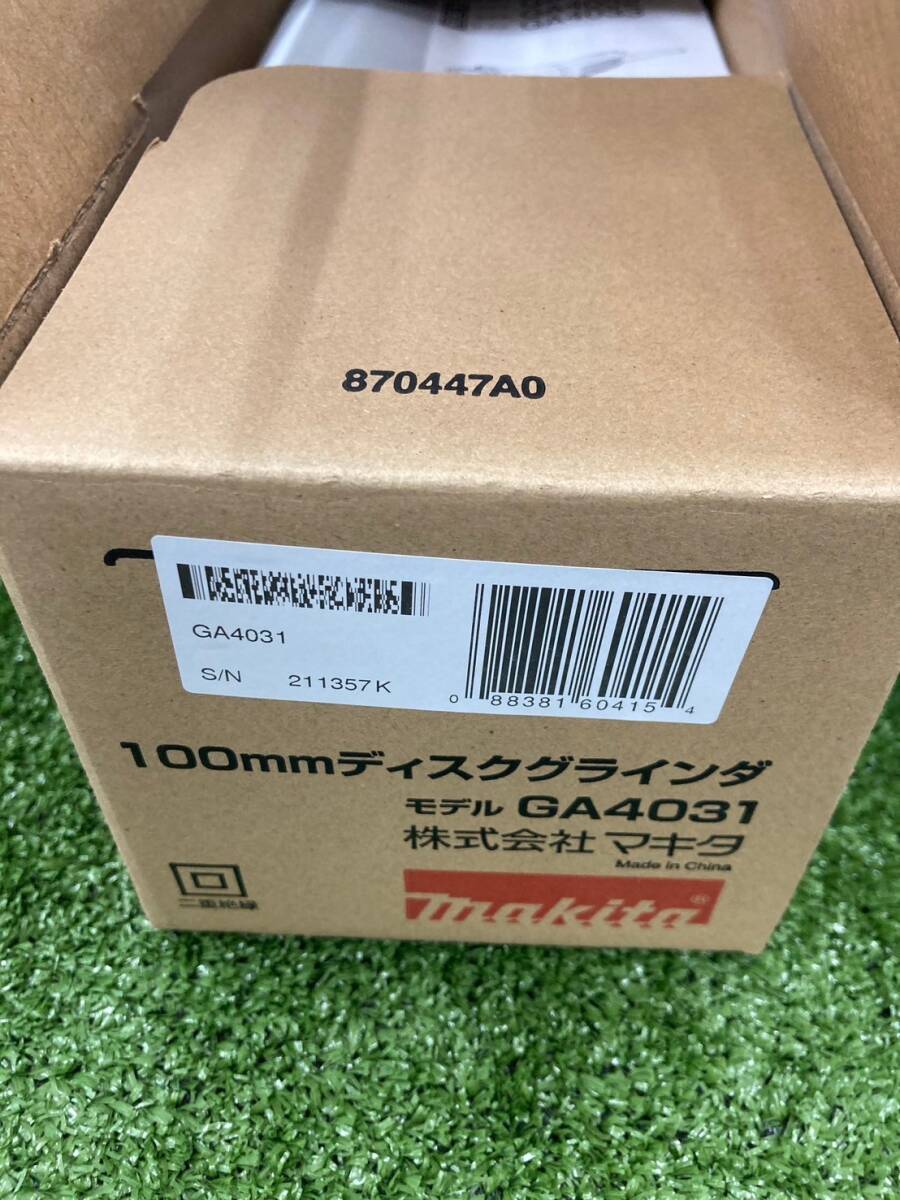 870447A0
GA4031
S/N 211357K
0 88381 60415 4
100mmディスクグラインダ
モデル GA4031
株式会社 マキタ
Made in China
二重絶縁
makita®